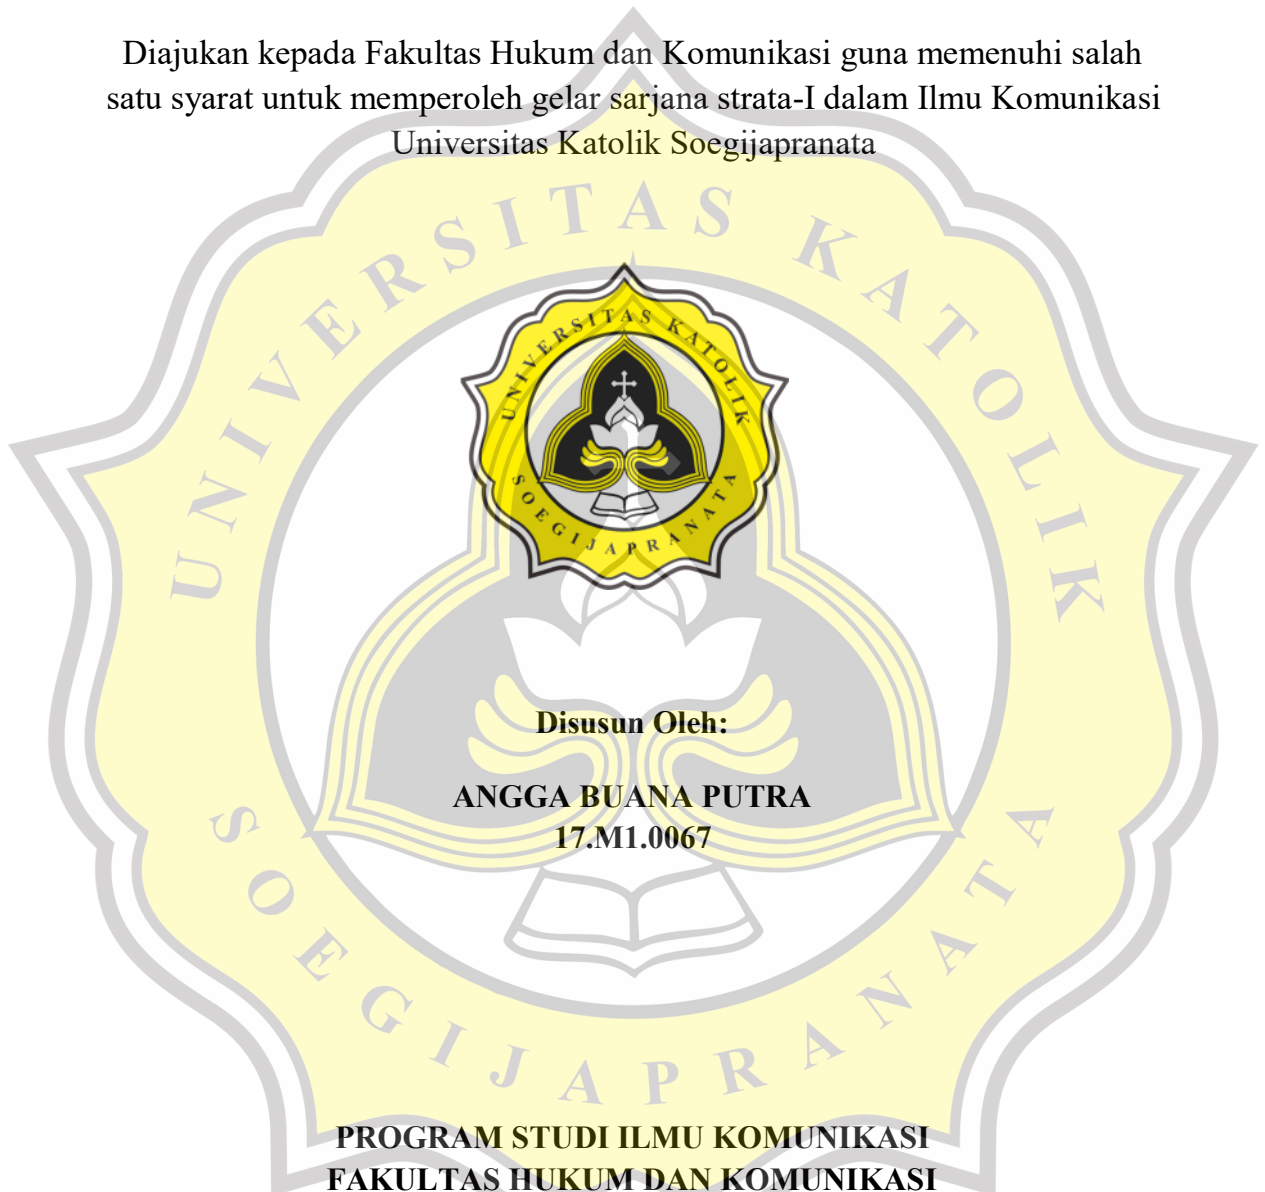 Diajukan kepada Fakultas Hukum dan Komunikasi guna memenuhi salah
satu syarat untuk memperoleh gelar sarjana strata-I dalam Ilmu Komunikasi
Universitas Katolik Soegijapranata
UNIVERSITAS KATOLIK
SOEGIJAPRANATA
UNIVERSITAS KATOLIK
SOEGIJAPRANATA
Disusun Oleh:
ANGGA BUANA PUTRA
17.M1.0067
PROGRAM STUDI ILMU KOMUNIKASI
FAKULTAS HUKUM DAN KOMUNIKASI